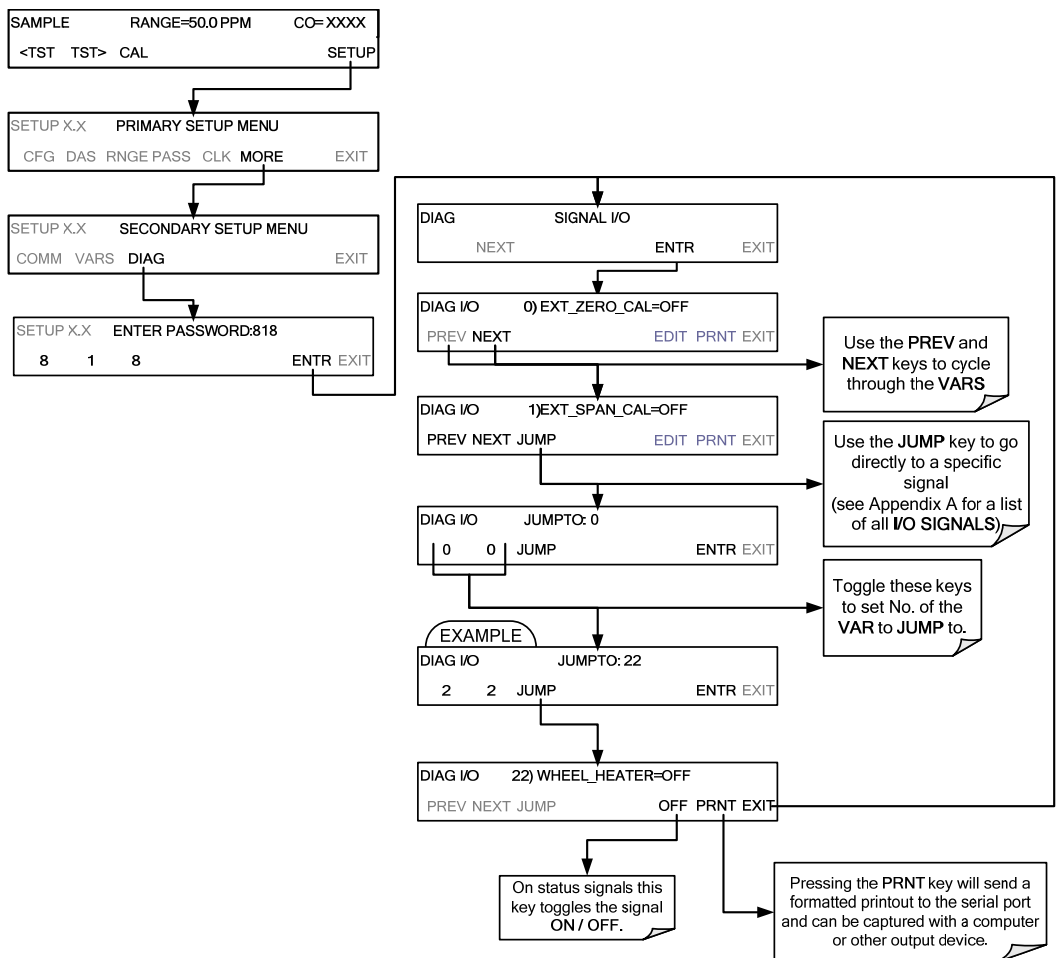 SAMPLE RANGE=50.0 PPM CO= XXXX
<TST TST> CAL SETUP
SETUP X.X PRIMARY SETUP MENU
CFG DAS RNGE PASS CLK MORE EXIT
SETUP X.X SECONDARY SETUP MENU
COMM VARS DIAG EXIT
SETUP X.X ENTER PASSWORD:818
8 1 8 ENTR EXIT
DIAG SIGNAL I/O
NEXT ENTR EXIT
DIAG I/O 0) EXT_ZERO_CAL=OFF
PREV NEXT EDIT PRNT EXIT
Use the PREV and
NEXT keys to cycle
through the VARS
DIAG I/O 1)EXT_SPAN_CAL=OFF
PREV NEXT JUMP EDIT PRNT EXIT
Use the JUMP key to go
directly to a specific
signal
(see Appendix A for a list
of all I/O SIGNALS)
DIAG I/O JUMPTO: 0
0 0 JUMP ENTR EXIT
Toggle these keys
to set No. of the
VAR to JUMP to.
EXAMPLE
DIAG I/O JUMPTO: 22
2 2 JUMP ENTR EXIT
DIAG I/O 22) WHEEL_HEATER=OFF
PREV NEXT JUMP OFF PRNT EXIT
On status signals this
key toggles the signal
ON / OFF.
Pressing the PRNT key will send a
formatted printout to the serial port
and can be captured with a computer
or other output device.